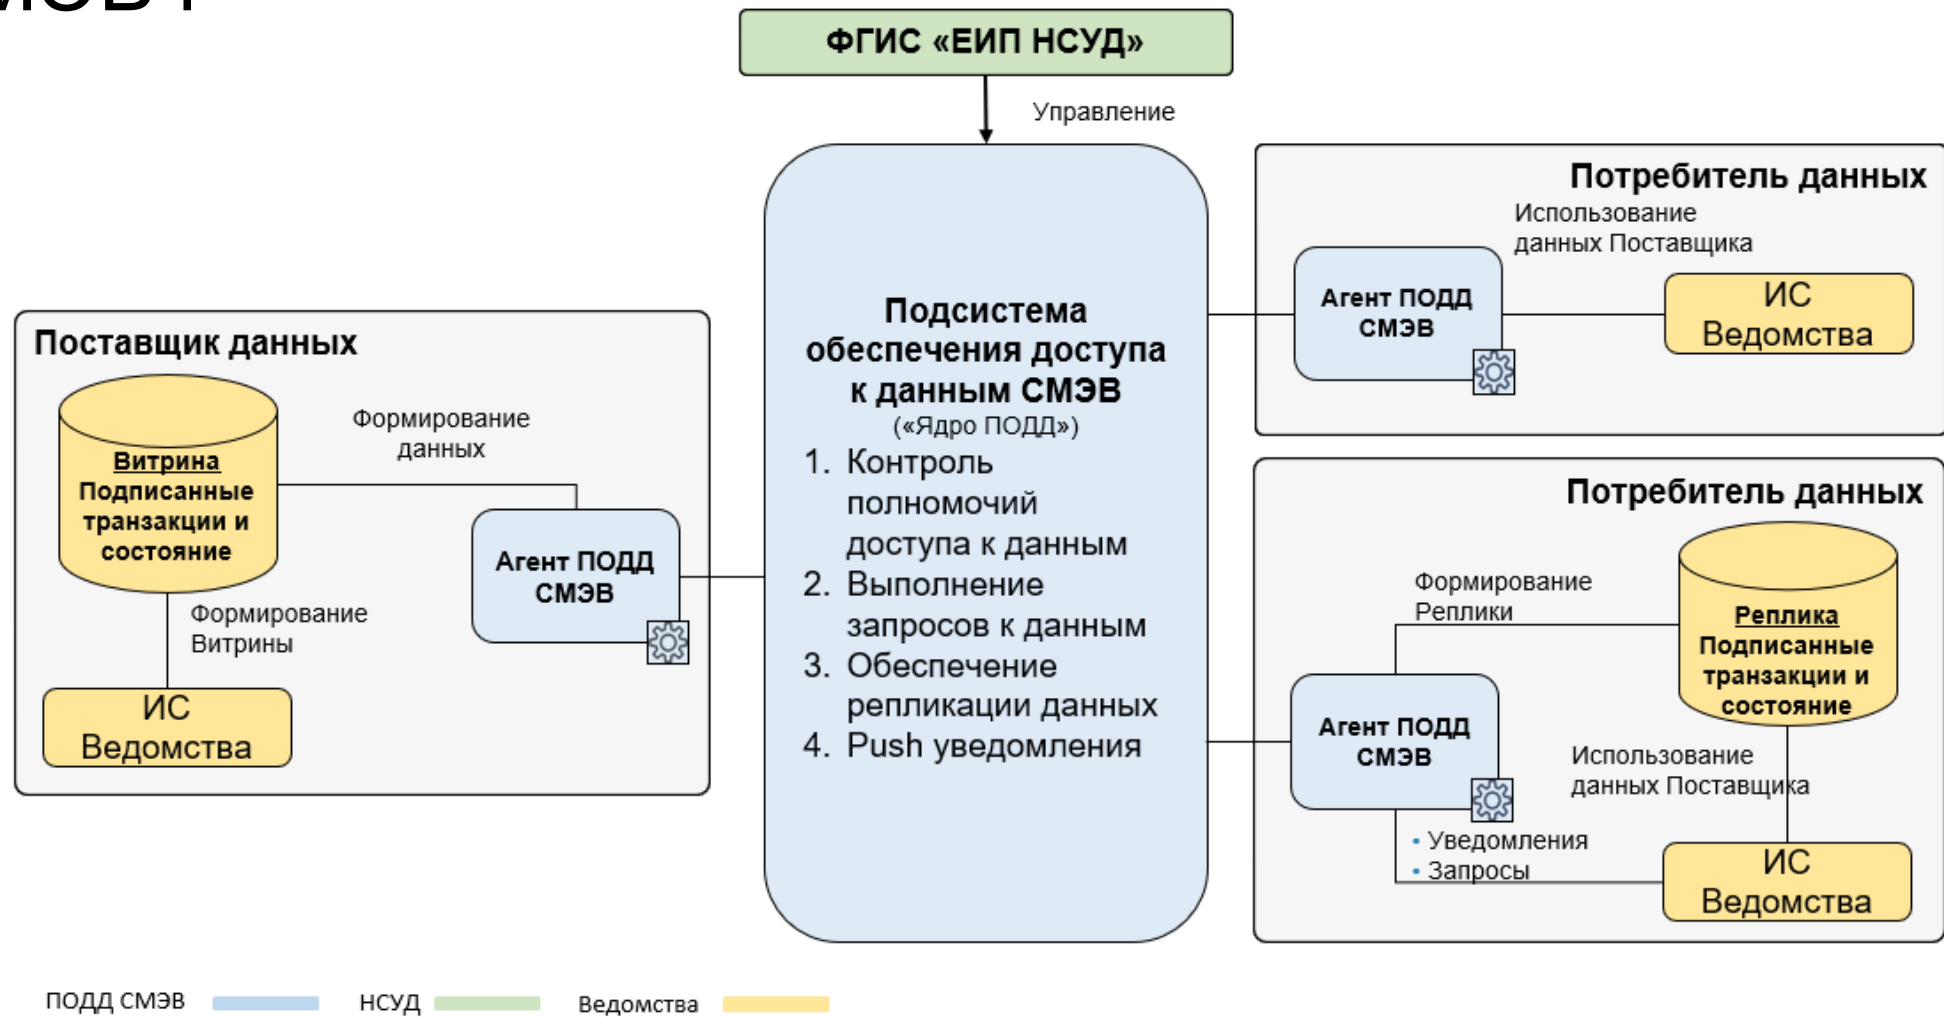 ФГИС «ЕИП НСУД»
Управление
Поставщик данных
Витрина
Подписанные
транзакции и
состояние
Формирование
данных
Агент ПОДД
СМЭВ
Формирование
Витрины
ИС
Ведомства
Подсистема
обеспечения доступа
к данным СМЭВ
(«Ядро ПОДД»)
1. Контроль
полномочий
доступа к данным
2. Выполнение
запросов к данным
3. Обеспечение
репликации данных
4. Push уведомления
Потребитель данных
Использование
данных Поставщика
Агент ПОДД
СМЭВ
ИС
Ведомства
Потребитель данных
Формирование
Реплики
Реплика
Подписанные
транзакции и
состояние
Агент ПОДД
СМЭВ
Использование
данных Поставщика
• Уведомления
• Запросы
ИС
Ведомства
ПОДД СМЭВ
НСУД
Ведомства